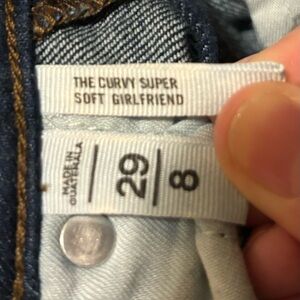 THE CURVY SUPER
SOFT GIRLFRIEND
MADE IN
GUATEMALA
29
8